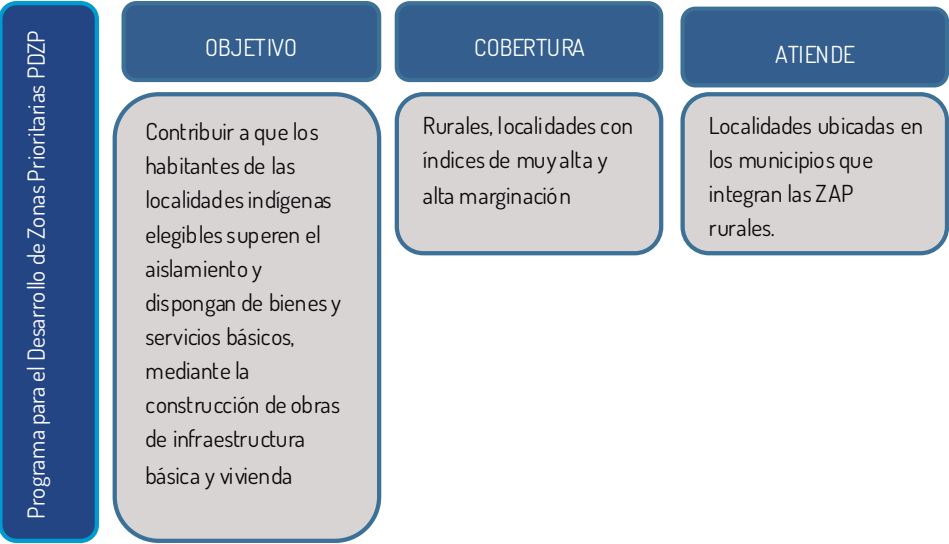 Programa para el Desarrollo de Zonas Prioritarias PDZP
OBJETIVO
Contribuir a que los
habitantes de las
localidades indígenas
elegibles superen el
aislamiento y
dispongan de bienes y
servicios básicos,
mediante la
construcción de obras
de infraestructura
básica y vivienda
COBERTURA
Rurales, localidades con
índices de muy alta y
alta marginación
ATIENDE
Localidades ubicadas en
los municipios que
integran las ZAP
rurales.